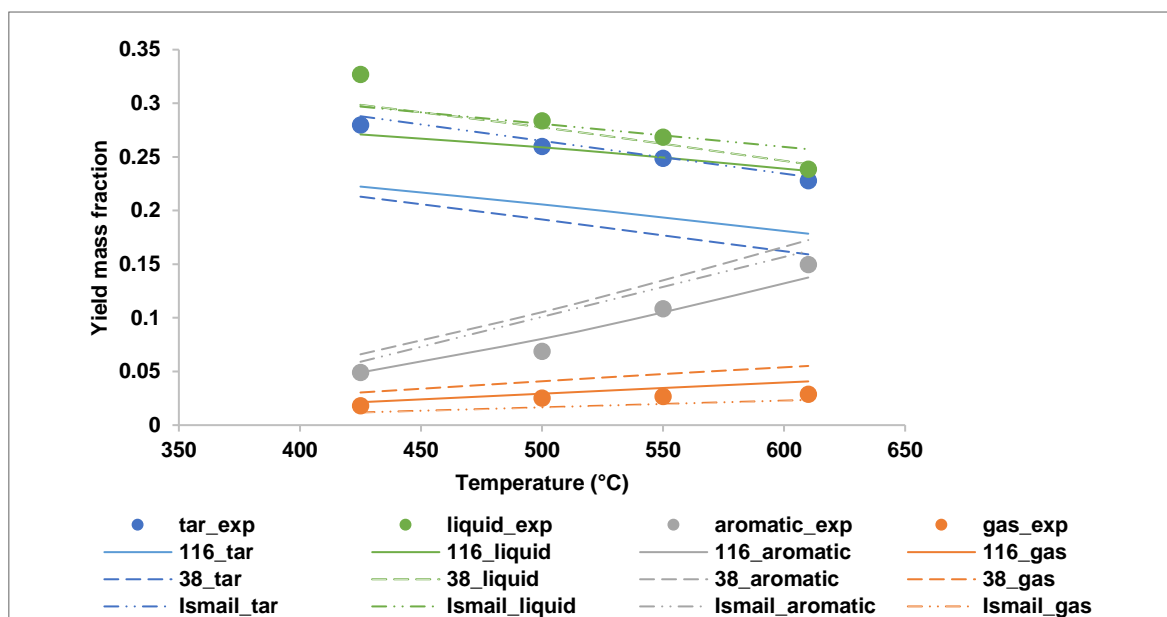 0.35
0.3
0.25
0.2
0.15
0.1
0.05
0
Yield mass fraction
350 400 450 500 550 600 650
Temperature (°C)
tar_exp liquid_exp aromatic_exp gas_exp
116_tar 116_liquid 116_aromatic 116_gas
38_tar 38_liquid 38_aromatic 38_gas
Ismail_tar Ismail_liquid Ismail_aromatic Ismail_gas